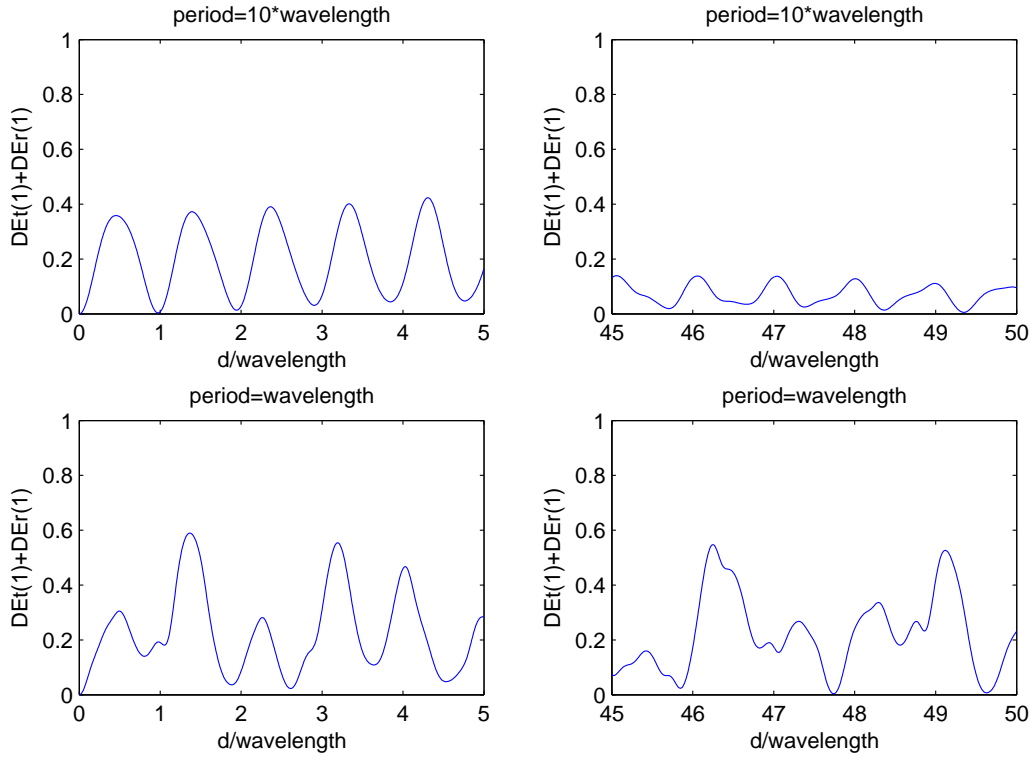 period=10*wavelength
1
0.8
0.6
0.4
0.2
0
DEt(1)+DEr(1)
0 1 2 3 4 5
d/wavelength
period=10*wavelength
1
0.8
0.6
0.4
0.2
0
DEt(1)+DEr(1)
45 46 47 48 49 50
d/wavelength
period=wavelength
1
0.8
0.6
0.4
0.2
0
DEt(1)+DEr(1)
0 1 2 3 4 5
d/wavelength
period=wavelength
1
0.8
0.6
0.4
0.2
0
DEt(1)+DEr(1)
45 46 47 48 49 50
d/wavelength